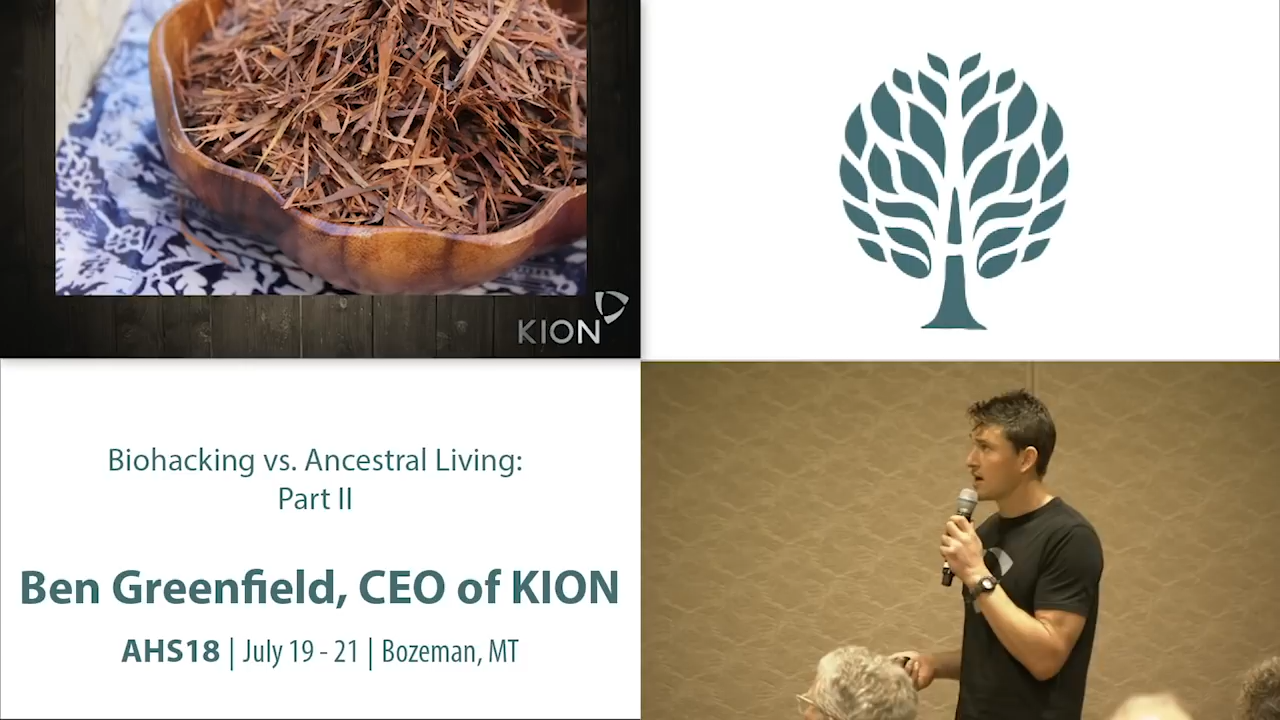 KION
Biohacking vs. Ancestral Living:
Part II
Ben Greenfield, CEO of KION
AHS18 | July 19 - 21 | Bozeman, MT